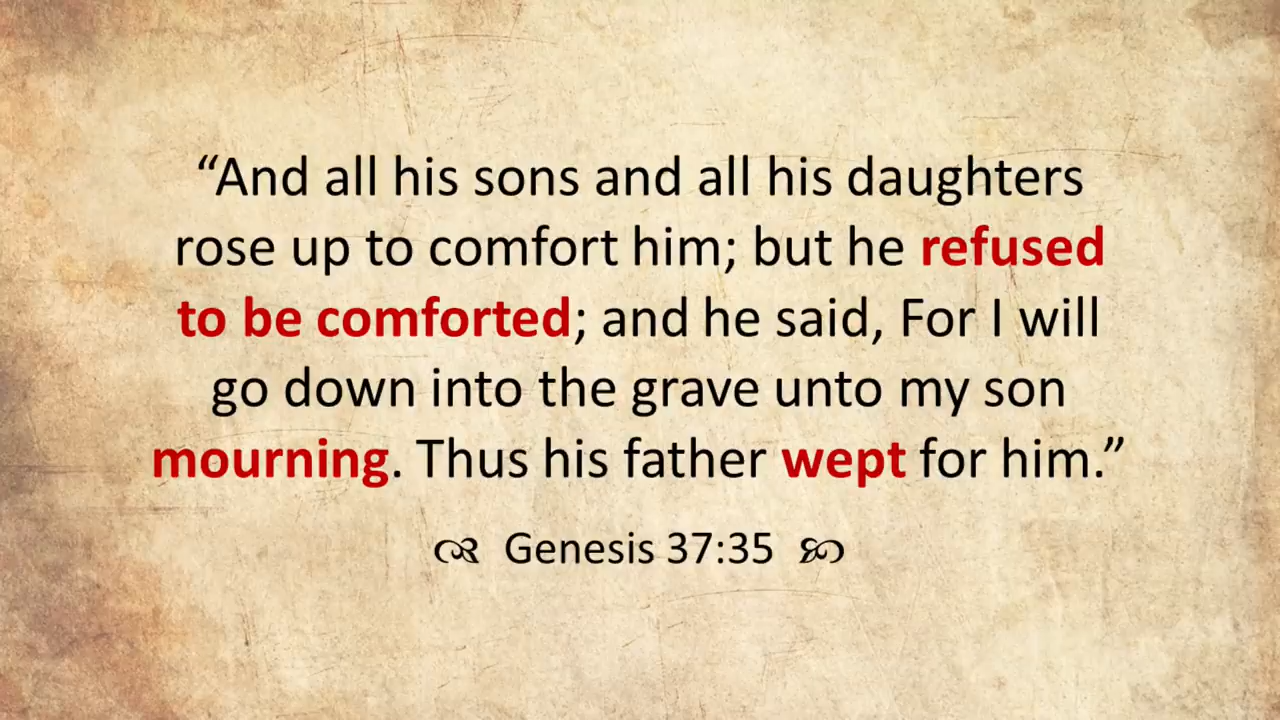 “And all his sons and all his daughters
rose up to comfort him; but he refused
to be comforted; and he said, For I will
go down into the grave unto my son
mourning. Thus his father wept for him.”
Genesis 37:35